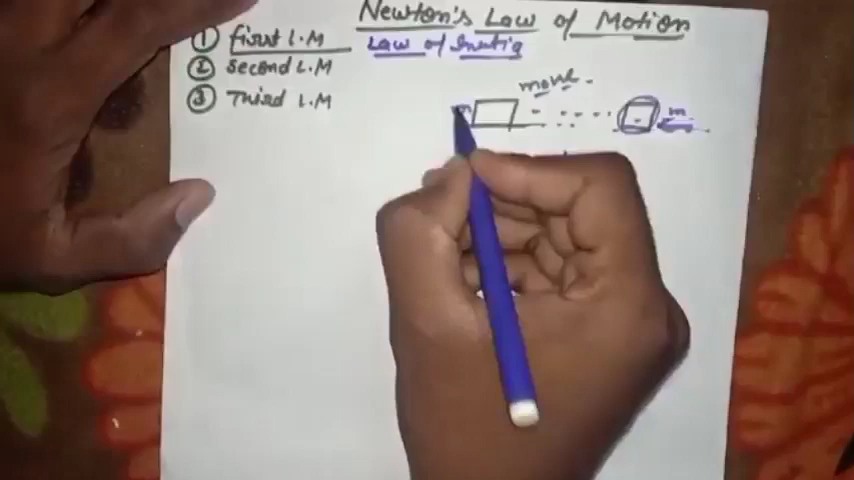 Newton's Law of Motion
① first L.M Law of Inertia
② Second L.M
③ Third L.M
move.
m